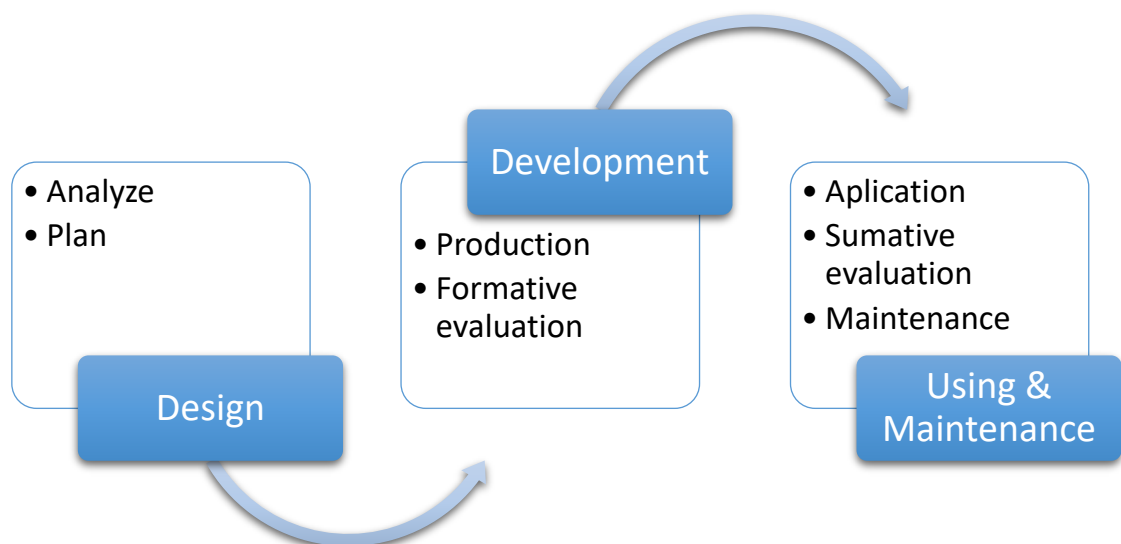 • Analyze
• Plan
Design
Development
• Production
• Formative
evaluation
• Aplication
• Sumative
evaluation
• Maintenance
Using &
Maintenance